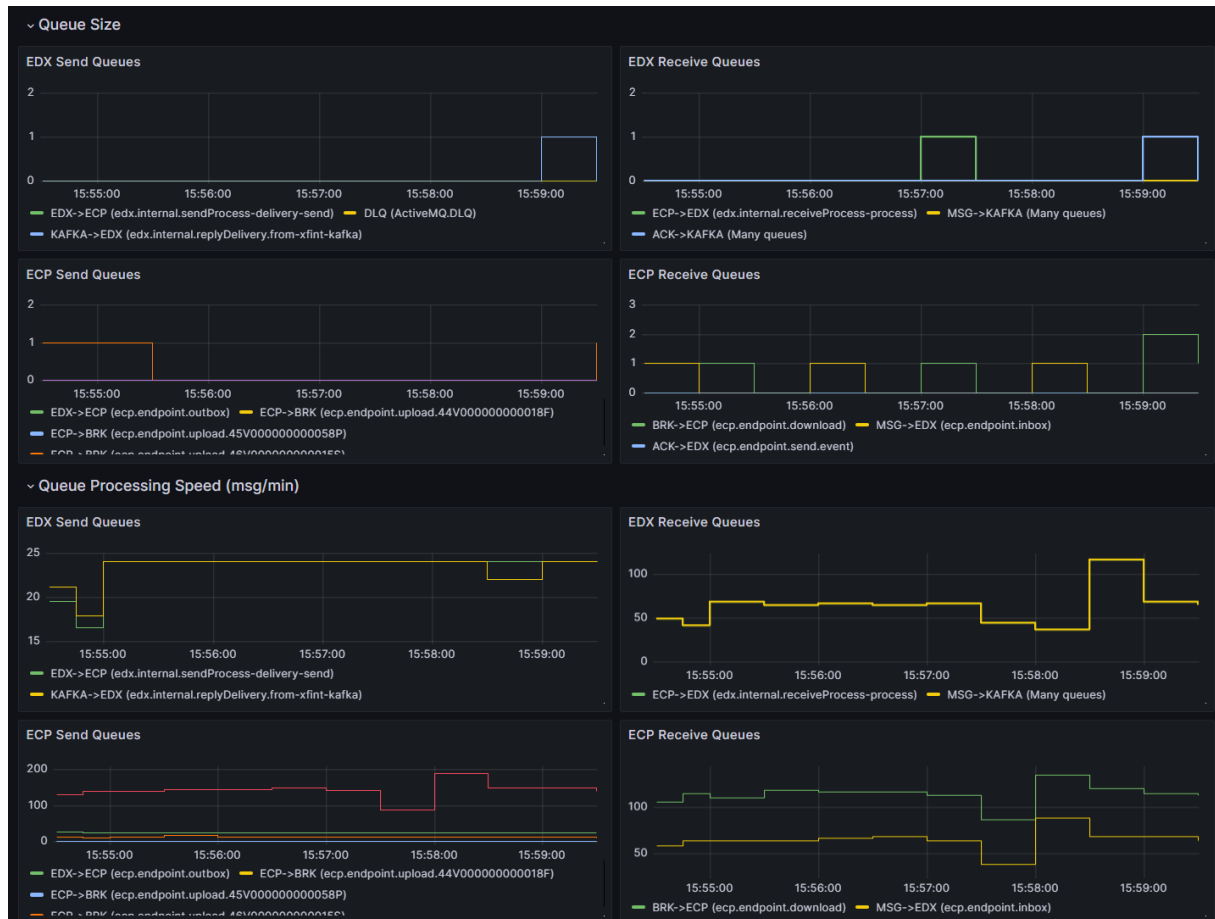 Queue Size
EDX Send Queues
2
1
0
15:55:00 15:56:00 15:57:00 15:58:00 15:59:00
EDX->ECP (edx.internal.sendProcess-delivery-send) DLQ (ActiveMQ.DLQ)
KAFKA->EDX (edx.internal.replyDelivery.from-xfint-kafka)
EDX Receive Queues
2
1
0
15:55:00 15:56:00 15:57:00 15:58:00 15:59:00
ECP->EDX (edx.internal.receiveProcess-process) MSG->KAFKA (Many queues)
ACK->KAFKA (Many queues)
ECP Send Queues
2
1
0
15:55:00 15:56:00 15:57:00 15:58:00 15:59:00
EDX->ECP (ecp.endpoint.outbox) ECP->BRK (ecp.endpoint.upload.44V000000000018F)
ECP->BRK (ecp.endpoint.upload.45V000000000058P)
ECP->BRK (ecp.endpoint.upload.46V000000000015S)
ECP Receive Queues
3
2
1
0
15:55:00 15:56:00 15:57:00 15:58:00 15:59:00
BRK->ECP (ecp.endpoint.download) MSG->EDX (ecp.endpoint.inbox)
ACK->EDX (ecp.endpoint.send.event)
Queue Processing Speed (msg/min)
EDX Send Queues
25
20
15
15:55:00 15:56:00 15:57:00 15:58:00 15:59:00
EDX->ECP (edx.internal.sendProcess-delivery-send)
KAFKA->EDX (edx.internal.replyDelivery.from-xfint-kafka)
EDX Receive Queues
100
50
0
15:55:00 15:56:00 15:57:00 15:58:00 15:59:00
ECP->EDX (edx.internal.receiveProcess-process) MSG->KAFKA (Many queues)
ECP Send Queues
200
100
0
15:55:00 15:56:00 15:57:00 15:58:00 15:59:00
EDX->ECP (ecp.endpoint.outbox) ECP->BRK (ecp.endpoint.upload.44V000000000018F)
ECP->BRK (ecp.endpoint.upload.45V000000000058P)
ECP->BRK (ecp.endpoint.upload.46V000000000015S)
ECP Receive Queues
100
50
15:55:00 15:56:00 15:57:00 15:58:00 15:59:00
BRK->ECP (ecp.endpoint.download) MSG->EDX (ecp.endpoint.inbox)